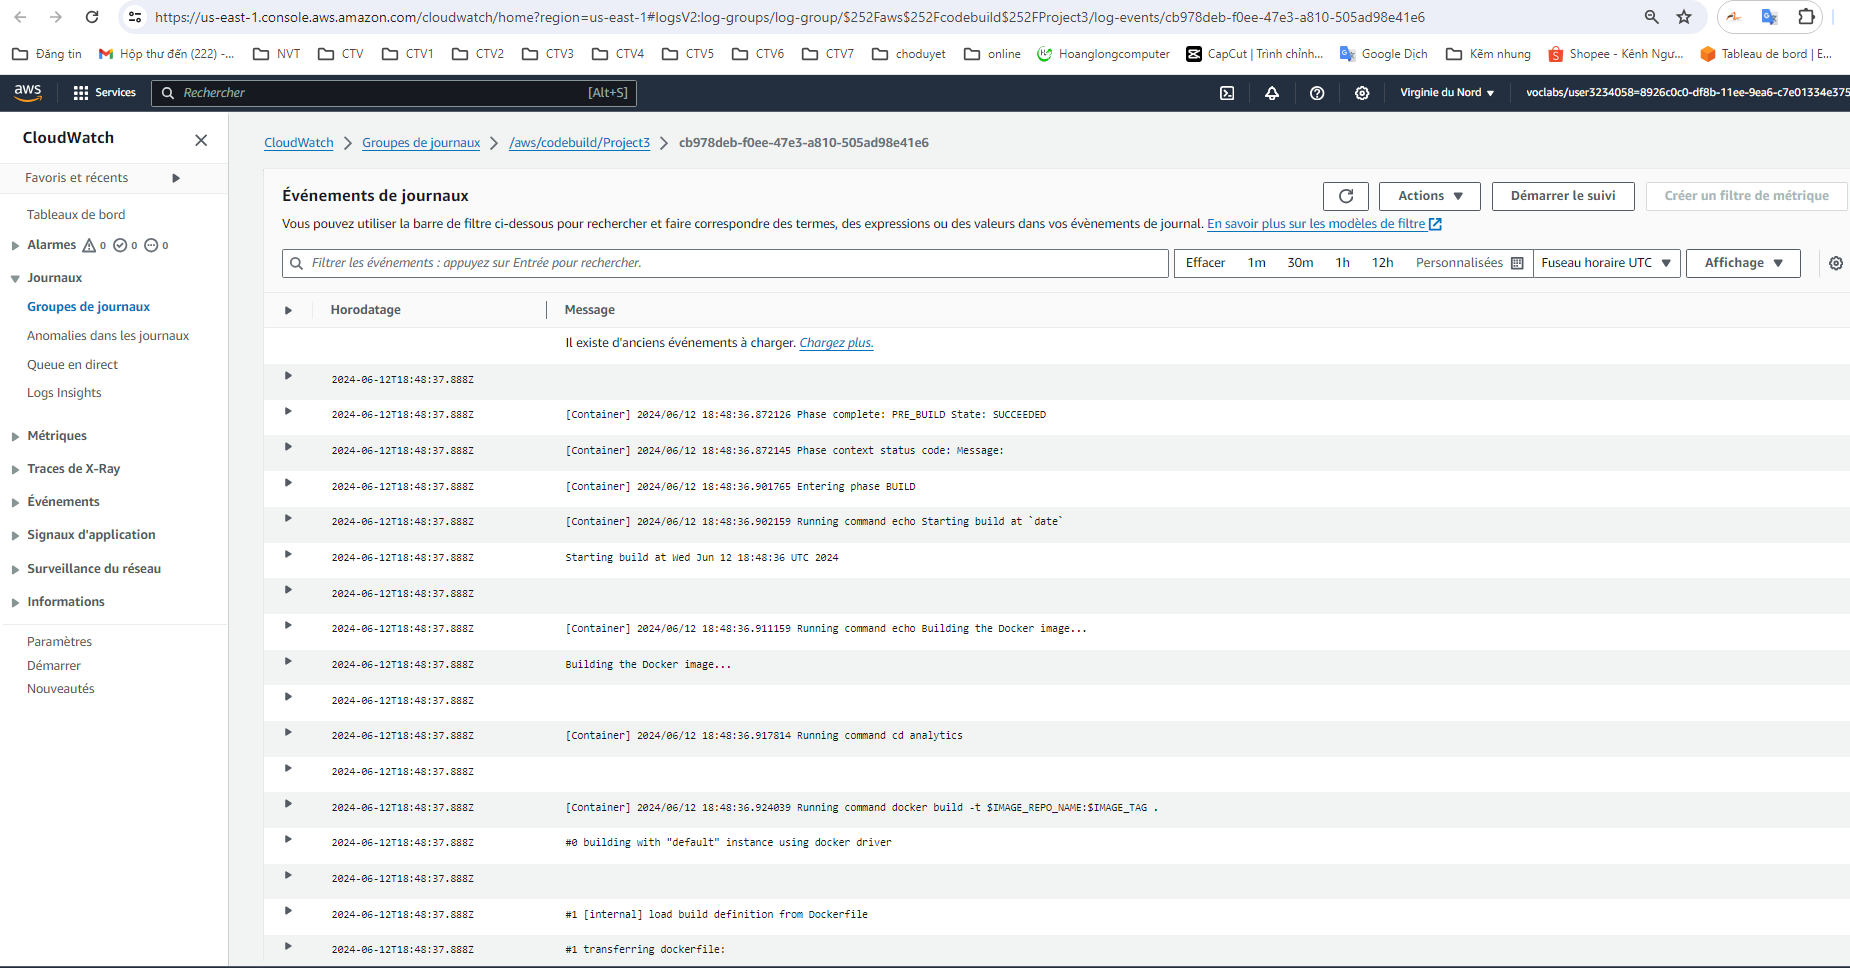 https://us-east-1.console.aws.amazon.com/cloudwatch/home?region=us-east-1#logsV2:log-groups/log-group/$252Faws$252Fcodebuild$252FProject3/log-events/cb978deb-f0ee-47e3-a810-505ad98e41e6
Đăng tin Hộp thư đến (222) -... NVT CTV CTV1 CTV2 CTV3 CTV4 CTV5 CTV6 CTV7 choduyet online Hoanglongcomputer CapCut | Trình chỉnh... Google Dịch Kẽm nhung Shopee - Kênh Ngư... Tableau de bord | E...
aws Services Rechercher [Alt+S] Virginie du Nord voclabs/user3234058=8926c0c0-df8b-11ee-9ea6-c7e01334e375
CloudWatch
Favoris et récents
Tableaux de bord
Alarmes 0 0 0
Journaux
Groupes de journaux
Anomalies dans les journaux
Queue en direct
Logs Insights
Métriques
Traces de X-Ray
Événements
Signaux d'application
Surveillance du réseau
Informations
Paramètres
Démarrer
Nouveautés
CloudWatch Groupes de journaux /aws/codebuild/Project3 cb978deb-f0ee-47e3-a810-505ad98e41e6
Événements de journaux
Actions Démarrer le suivi Créer un filtre de métrique
Vous pouvez utiliser la barre de filtre ci-dessous pour rechercher et faire correspondre des termes, des expressions ou des valeurs dans vos évènements de journal. En savoir plus sur les modèles de filtre
Filtrer les événements : appuyez sur Entrée pour rechercher. Effacer 1m 30m 1h 12h Personnalisées Fuseau horaire UTC Affichage
Horodatage Message
Il existe d'anciens événements à charger. Chargez plus.
2024-06-12T18:48:37.888Z
2024-06-12T18:48:37.888Z [Container] 2024/06/12 18:48:36.872126 Phase complete: PRE_BUILD State: SUCCEEDED
2024-06-12T18:48:37.888Z [Container] 2024/06/12 18:48:36.872145 Phase context status code: Message:
2024-06-12T18:48:37.888Z [Container] 2024/06/12 18:48:36.901765 Entering phase BUILD
2024-06-12T18:48:37.888Z [Container] 2024/06/12 18:48:36.902159 Running command echo Starting build at `date`
2024-06-12T18:48:37.888Z Starting build at Wed Jun 12 18:48:36 UTC 2024
2024-06-12T18:48:37.888Z
2024-06-12T18:48:37.888Z [Container] 2024/06/12 18:48:36.911159 Running command echo Building the Docker image...
2024-06-12T18:48:37.888Z Building the Docker image...
2024-06-12T18:48:37.888Z
2024-06-12T18:48:37.888Z [Container] 2024/06/12 18:48:36.917814 Running command cd analytics
2024-06-12T18:48:37.888Z
2024-06-12T18:48:37.888Z [Container] 2024/06/12 18:48:36.924039 Running command docker build -t $IMAGE_REPO_NAME:$IMAGE_TAG .
2024-06-12T18:48:37.888Z #0 building with "default" instance using docker driver
2024-06-12T18:48:37.888Z
2024-06-12T18:48:37.888Z #1 [internal] load build definition from Dockerfile
2024-06-12T18:48:37.888Z #1 transferring dockerfile: